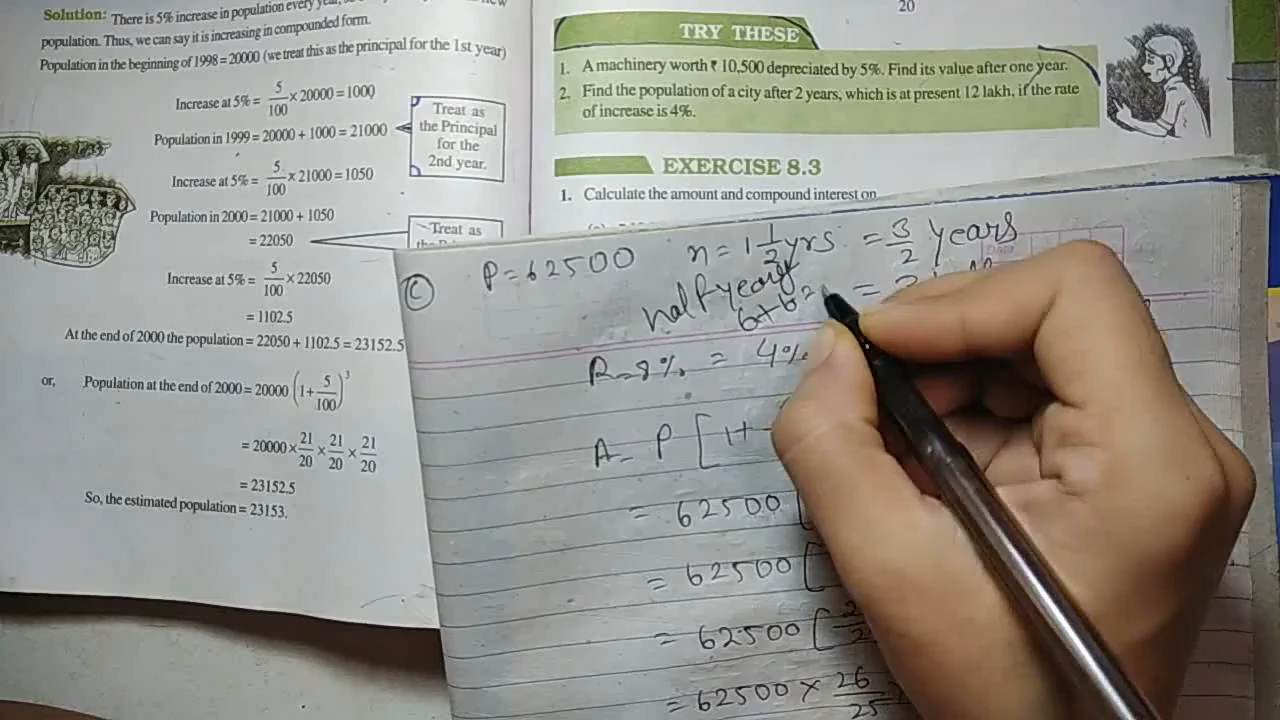 Solution: There is 5% increase in population every year,
population. Thus, we can say it is increasing in compounded form.
Population in the beginning of 1998 = 20000 (we treat this as the principal for the 1st year)
Increase at 5% = 5/100 × 20000 = 1000
Population in 1999 = 20000 + 1000 = 21000
Treat as
the Principal
for the
2nd year.
Increase at 5% = 5/100 × 21000 = 1050
Population in 2000 = 21000 + 1050
= 22050
Treat as
Increase at 5% = 5/100 × 22050
= 1102.5
At the end of 2000 the population = 22050 + 1102.5 = 23152.5
or, Population at the end of 2000 = 20000 (1 + 5/100)³
= 20000 × 21/20 × 21/20 × 21/20
= 23152.5
So, the estimated population = 23153.
20
TRY THESE
1. A machinery worth ₹ 10,500 depreciated by 5%. Find its value after one year.
2. Find the population of a city after 2 years, which is at present 12 lakh, if the rate
of increase is 4%.
EXERCISE 8.3
1. Calculate the amount and compound interest on
(c) P = 62500 n = 1 1/2 yrs = 3/2 years
half yearly
6+6 =
R = 8% = 4%
A = P [1+
= 62500 [
= 62500 [
= 62500 [
= 62500 × 26/25